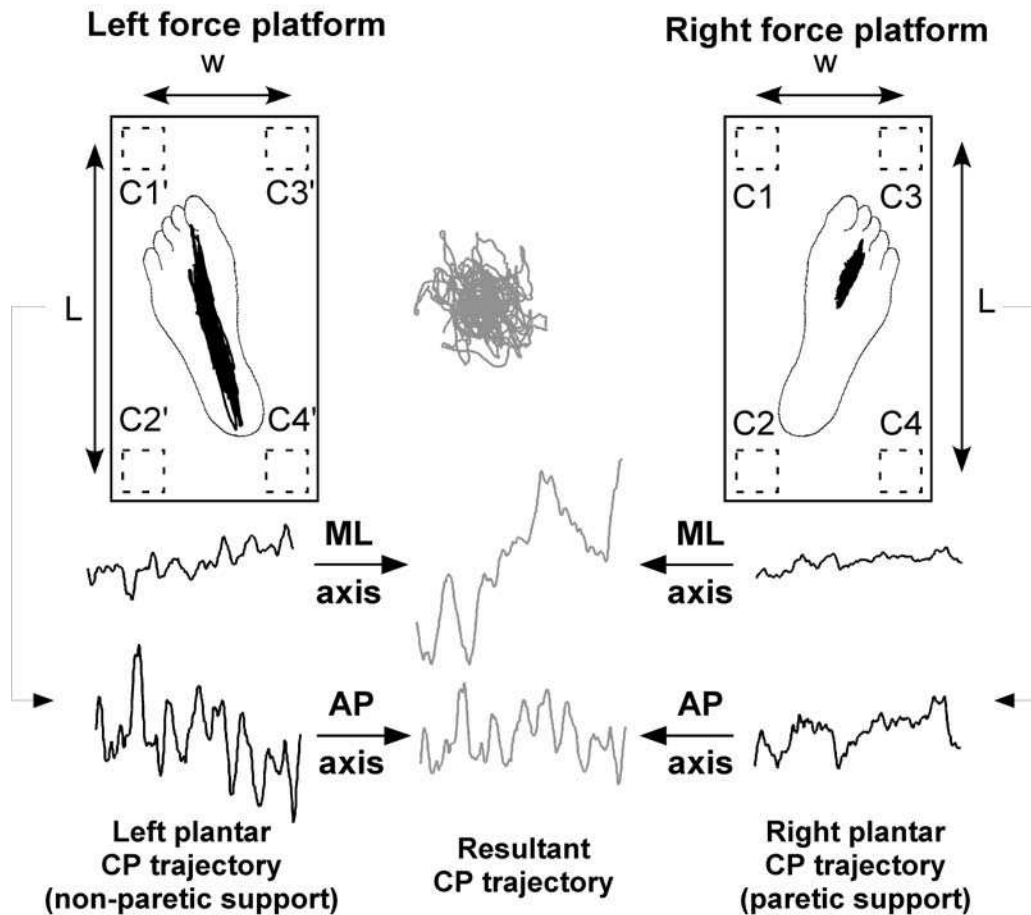 Left force platform
Right force platform
w
w
C1'
C3'
C1
C3
L
L
C2'
C4'
C2
C4
ML
axis
ML
axis
AP
axis
AP
axis
Left plantar
CP trajectory
(non-paretic support)
Resultant
CP trajectory
Right plantar
CP trajectory
(paretic support)